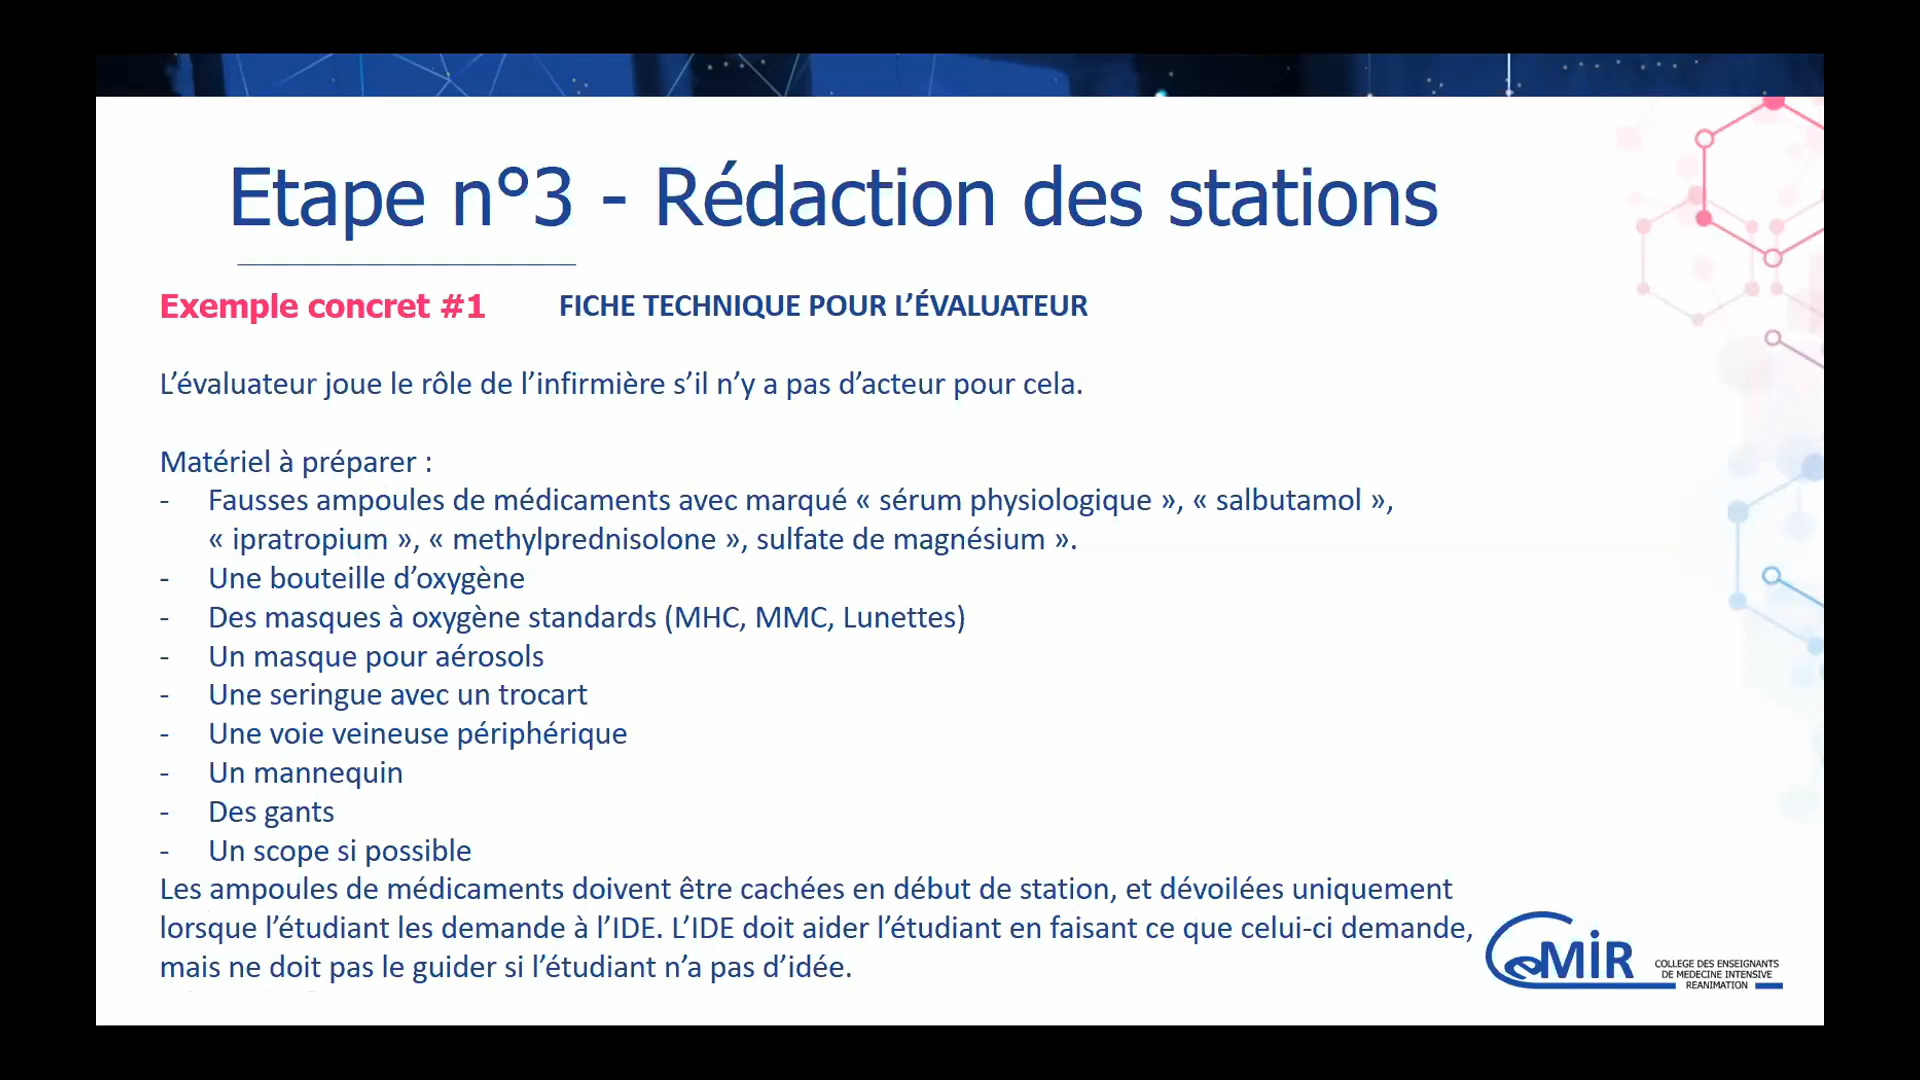 Etape n°3 - Rédaction des stations
Exemple concret #1 FICHE TECHNIQUE POUR L’ÉVALUATEUR
L’évaluateur joue le rôle de l’infirmière s’il n’y a pas d’acteur pour cela.
Matériel à préparer :
- Fausses ampoules de médicaments avec marqué « sérum physiologique », « salbutamol »,
« ipratropium », « methylprednisolone », sulfate de magnésium ».
- Une bouteille d’oxygène
- Des masques à oxygène standards (MHC, MMC, Lunettes)
- Un masque pour aérosols
- Une seringue avec un trocart
- Une voie veineuse périphérique
- Un mannequin
- Des gants
- Un scope si possible
Les ampoules de médicaments doivent être cachées en début de station, et dévoilées uniquement
lorsque l’étudiant les demande à l’IDE. L’IDE doit aider l’étudiant en faisant ce que celui-ci demande,
mais ne doit pas le guider si l’étudiant n’a pas d’idée.
CeMiR
COLLEGE DES ENSEIGNANTS
DE MEDECINE INTENSIVE
REANIMATION